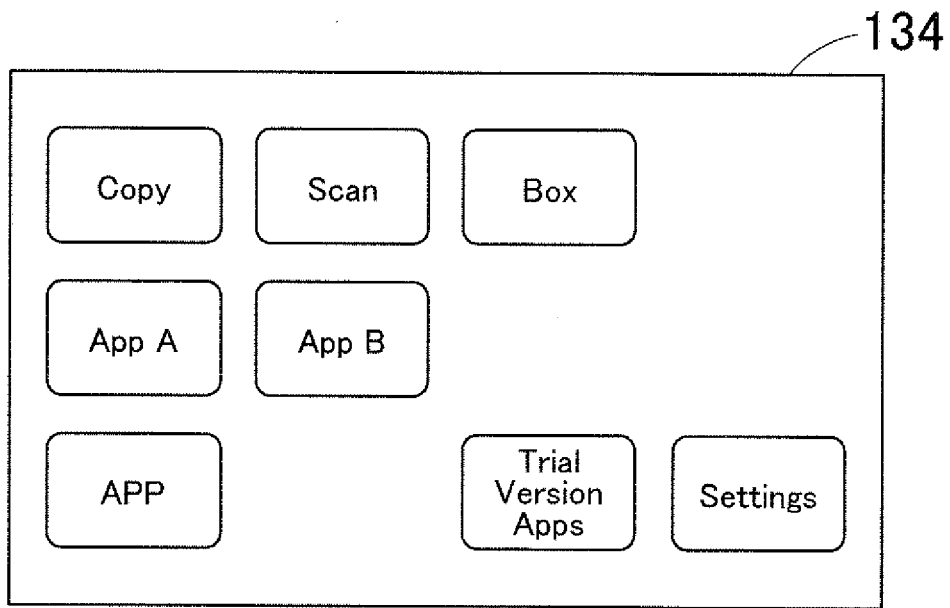 134
Copy
Scan
Box
App A
App B
APP
Trial
Version
Apps
Settings